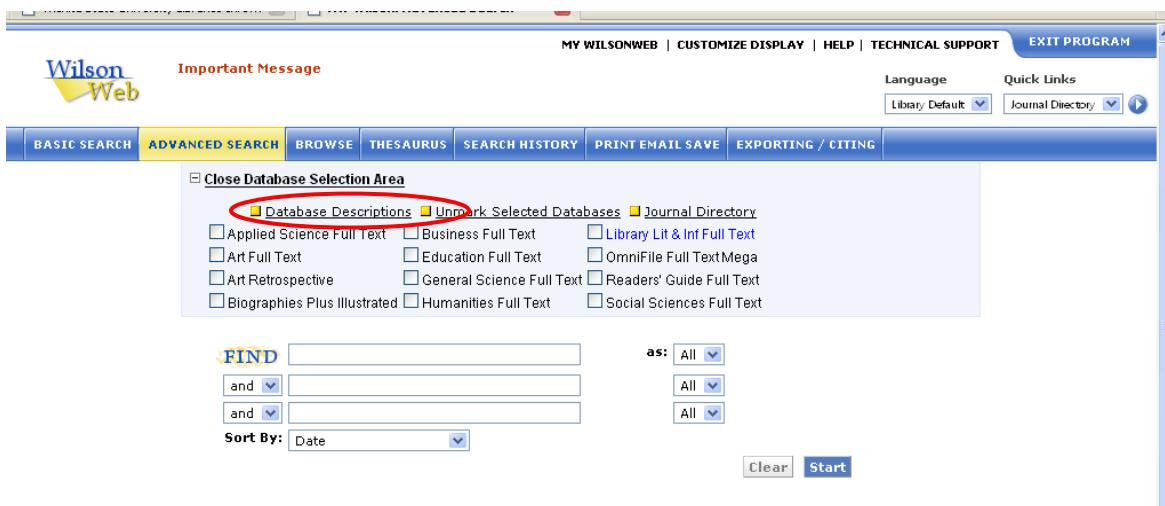 MY WILSONWEB | CUSTOMIZE DISPLAY | HELP | TECHNICAL SUPPORT EXIT PROGRAM
Wilson Web
Important Message
Language Quick Links
Library Default Journal Directory
BASIC SEARCH ADVANCED SEARCH BROWSE THESAURUS SEARCH HISTORY PRINT EMAIL SAVE EXPORTING / CITING
Close Database Selection Area
Database Descriptions Unmark Selected Databases Journal Directory
Applied Science Full Text Business Full Text Library Lit & Inf Full Text
Art Full Text Education Full Text OmniFile Full Text Mega
Art Retrospective General Science Full Text Readers' Guide Full Text
Biographies Plus Illustrated Humanities Full Text Social Sciences Full Text
FIND as: All
and All
and All
Sort By: Date
Clear Start